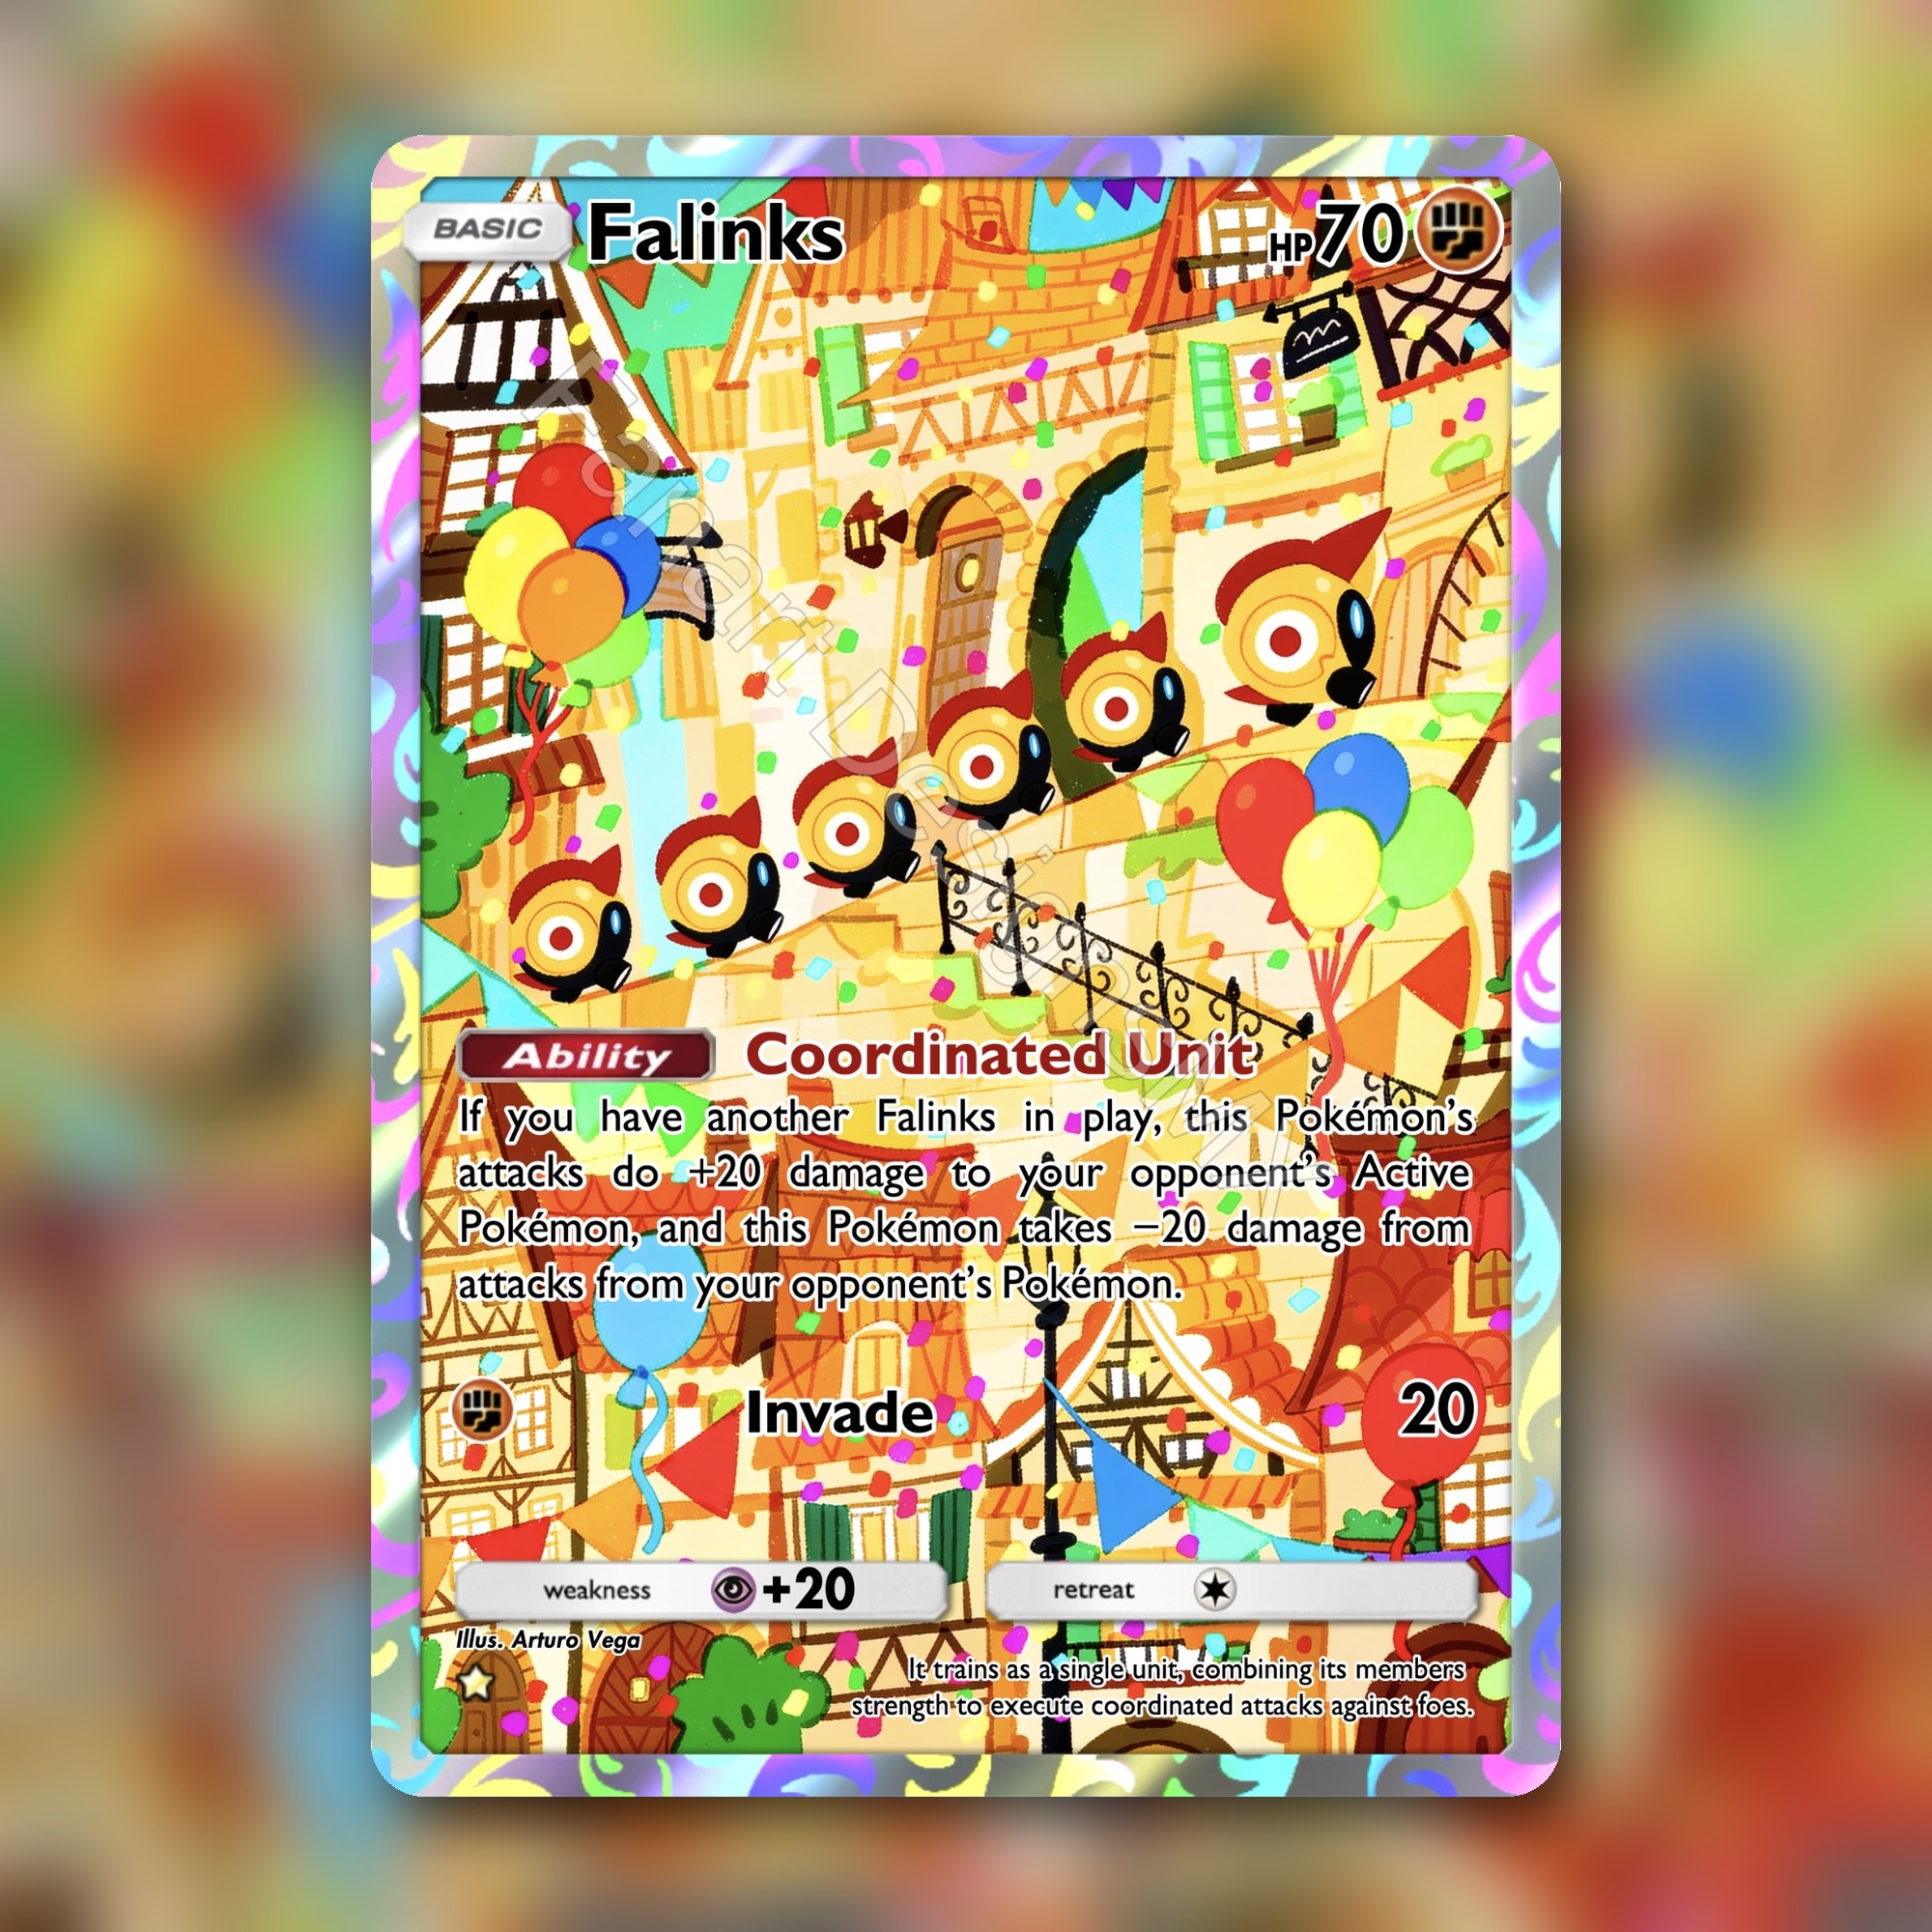 BASIC Falinks HP70
Ability Coordinated Unit
If you have another Falinks in play, this Pokémon's
attacks do +20 damage to your opponent's Active
Pokémon, and this Pokémon takes −20 damage from
attacks from your opponent's Pokémon.
Invade 20
weakness +20 retreat
Illus. Arturo Vega
It trains as a single unit, combining its members
strength to execute coordinated attacks against foes.